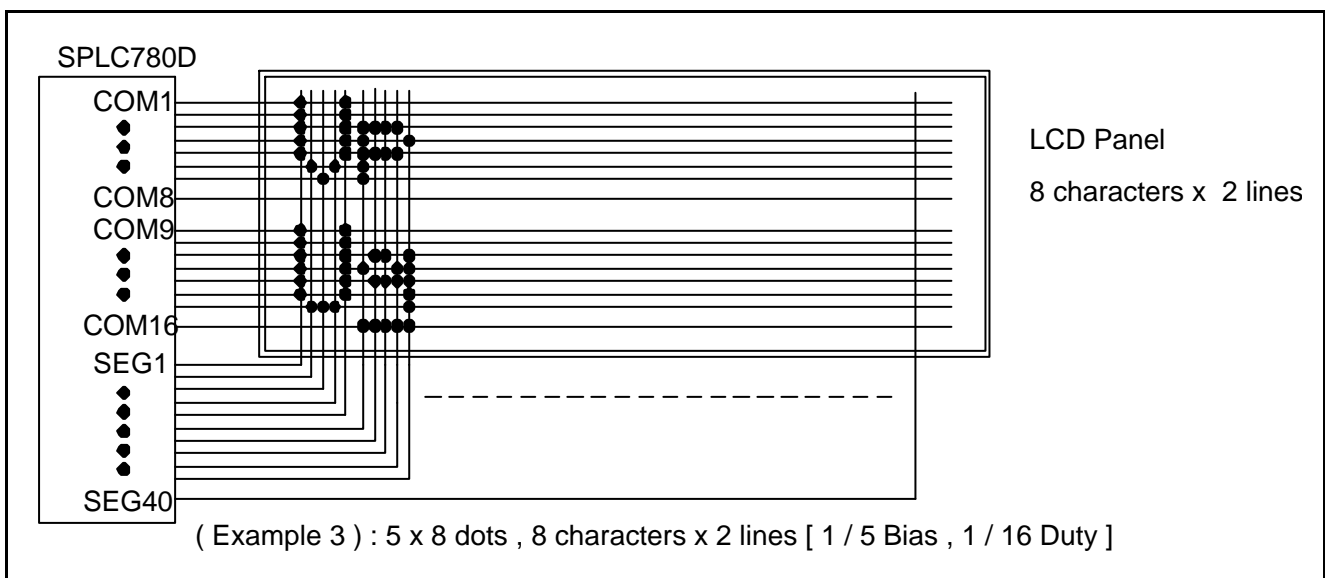 SPLC780D
COM1
COM8
COM9
COM16
SEG1
SEG40
LCD Panel
8 characters x 2 lines
( Example 3 ) : 5 x 8 dots , 8 characters x 2 lines [ 1 / 5 Bias , 1 / 16 Duty ]